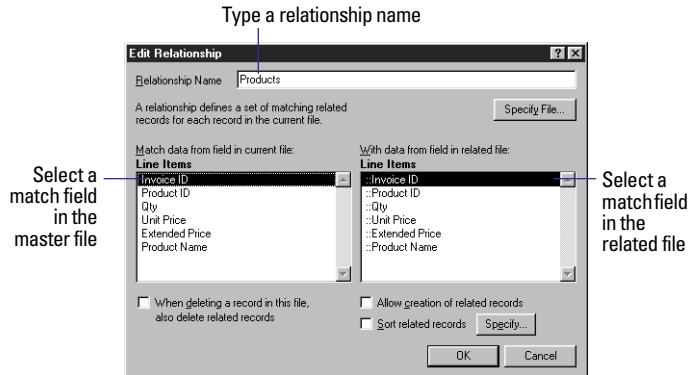 Type a relationship name
Edit Relationship
Relationship Name Products
A relationship defines a set of matching related
records for each record in the current file.
Specify File...
Match data from field in current file:
Line Items
Invoice ID
Product ID
Qty
Unit Price
Extended Price
Product Name
With data from field in related file:
Line Items
::Invoice ID
::Product ID
::Qty
::Unit Price
::Extended Price
::Product Name
Select a
match field
in the
master file
Select a
match field
in the
related file
When deleting a record in this file,
also delete related records
Allow creation of related records
Sort related records Specify...
OK Cancel